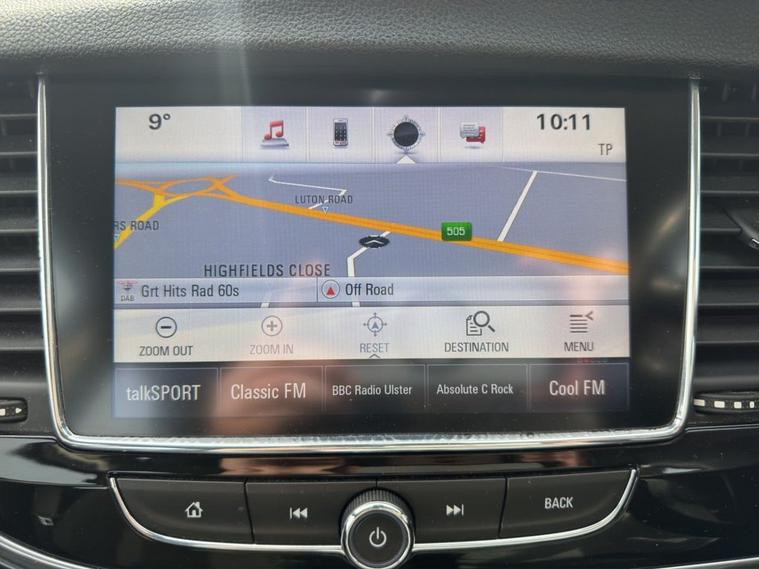 9° 10:11
TP
LUTON ROAD
RS ROAD
505
HIGHFIELDS CLOSE
DAB Grt Hits Rad 60s Off Road
ZOOM OUT ZOOM IN RESET DESTINATION MENU
talkSPORT Classic FM BBC Radio Ulster Absolute C Rock Cool FM
BACK